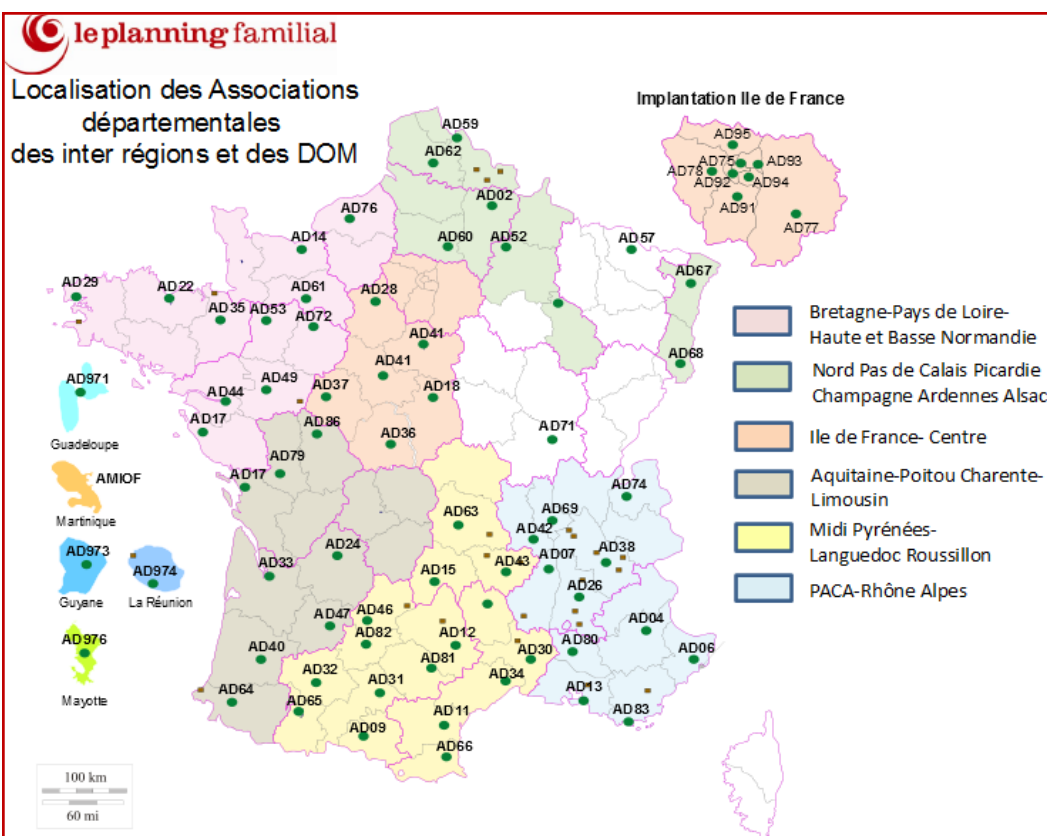 le planning familial
Localisation des Associations
départementales
des inter régions et des DOM
Implantation Ile de France
AD95
AD75
AD93
AD78
AD92
AD94
AD91
AD77
AD59
AD62
AD02
AD76
AD60
AD52
AD57
AD14
AD67
AD29
AD22
AD61
AD28
AD35
AD53
AD72
AD41
AD68
AD41
AD49
AD37
AD18
AD44
AD17
AD86
AD36
AD71
AD79
AD17
AD74
AD63
AD69
AD42
AD24
AD38
AD07
AD33
AD15
AD43
AD26
AD47
AD46
AD82
AD12
AD04
AD80
AD30
AD06
AD40
AD32
AD81
AD34
AD31
AD64
AD65
AD13
AD83
AD11
AD09
AD66
AD971
Guadeloupe
AMIOF
Martinique
AD973
Guyane
AD974
La Réunion
AD976
Mayotte
Bretagne-Pays de Loire-
Haute et Basse Normandie
Nord Pas de Calais Picardie
Champagne Ardennes Alsac
Ile de France- Centre
Aquitaine-Poitou Charente-
Limousin
Midi Pyrénées-
Languedoc Roussillon
PACA-Rhône Alpes
100 km
60 mi